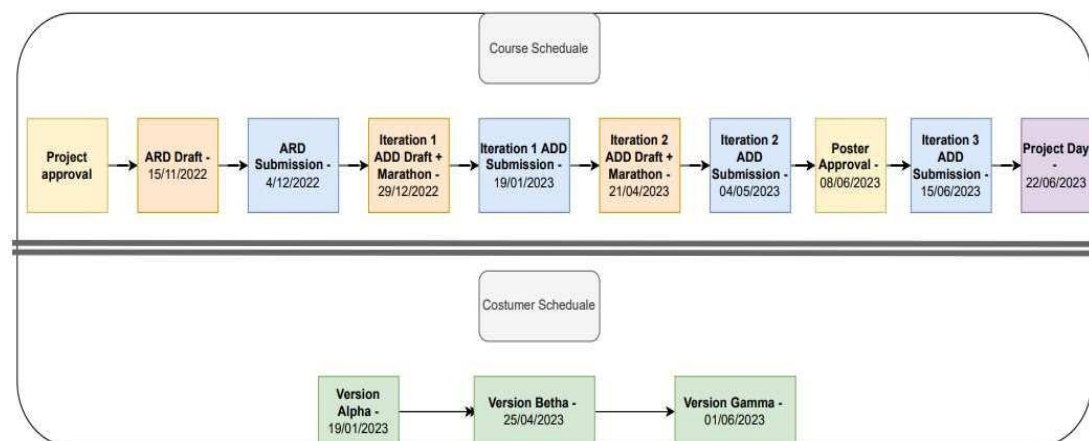 Course Scheduale
Project
approval
ARD Draft -
15/11/2022
ARD
Submission -
4/12/2022
Iteration 1
ADD Draft +
Marathon -
29/12/2022
Iteration 1 ADD
Submission -
19/01/2023
Iteration 2
ADD Draft +
Marathon -
21/04/2023
Iteration 2
ADD
Submission -
04/05/2023
Poster
Approval -
08/06/2023
Iteration 3
ADD
Submission -
15/06/2023
Project Day
-
22/06/2023
Costumer Scheduale
Version
Alpha -
19/01/2023
Version Betha -
25/04/2023
Version Gamma -
01/06/2023